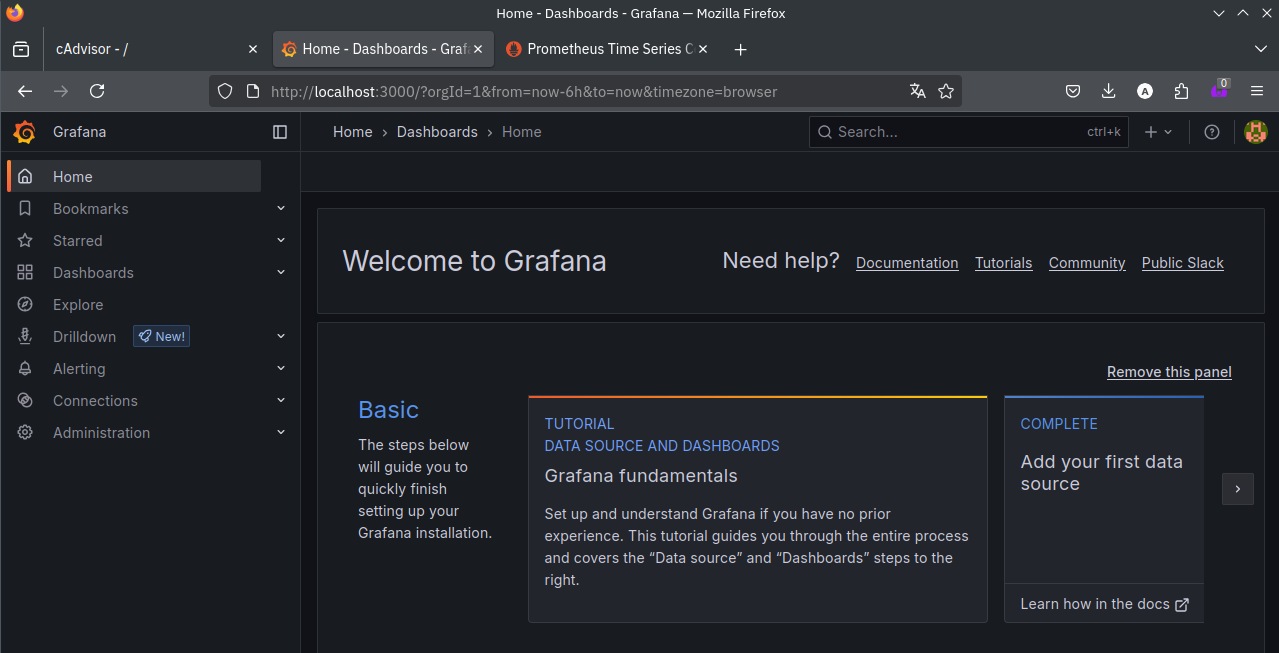 Home - Dashboards - Grafana — Mozilla Firefox
cAdvisor - /
Home - Dashboards - Graf
Prometheus Time Series C
http://localhost:3000/?orgId=1&from=now-6h&to=now&timezone=browser
A
0
Grafana
Home › Dashboards › Home
Search...
ctrl+k
Home
Bookmarks
Starred
Dashboards
Explore
Drilldown
New!
Alerting
Connections
Administration
Welcome to Grafana
Need help?
Documentation
Tutorials
Community
Public Slack
Remove this panel
Basic
The steps below
will guide you to
quickly finish
setting up your
Grafana installation.
TUTORIAL
DATA SOURCE AND DASHBOARDS
Grafana fundamentals
Set up and understand Grafana if you have no prior
experience. This tutorial guides you through the entire process
and covers the “Data source” and “Dashboards” steps to the
right.
COMPLETE
Add your first data
source
Learn how in the docs